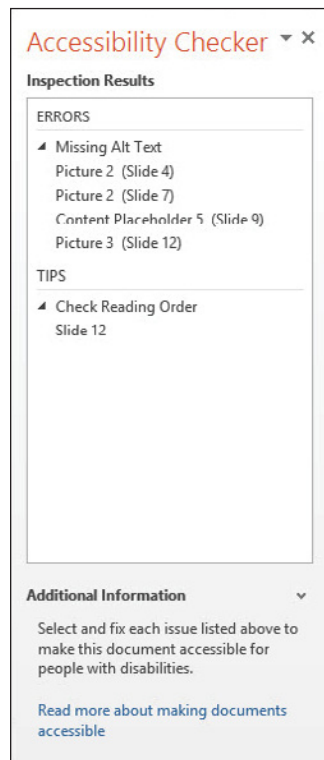 Accessibility Checker
Inspection Results
ERRORS
Missing Alt Text
Picture 2 (Slide 4)
Picture 2 (Slide 7)
Content Placeholder 5 (Slide 9)
Picture 3 (Slide 12)
TIPS
Check Reading Order
Slide 12
Additional Information
Select and fix each issue listed above to
make this document accessible for
people with disabilities.
Read more about making documents
accessible